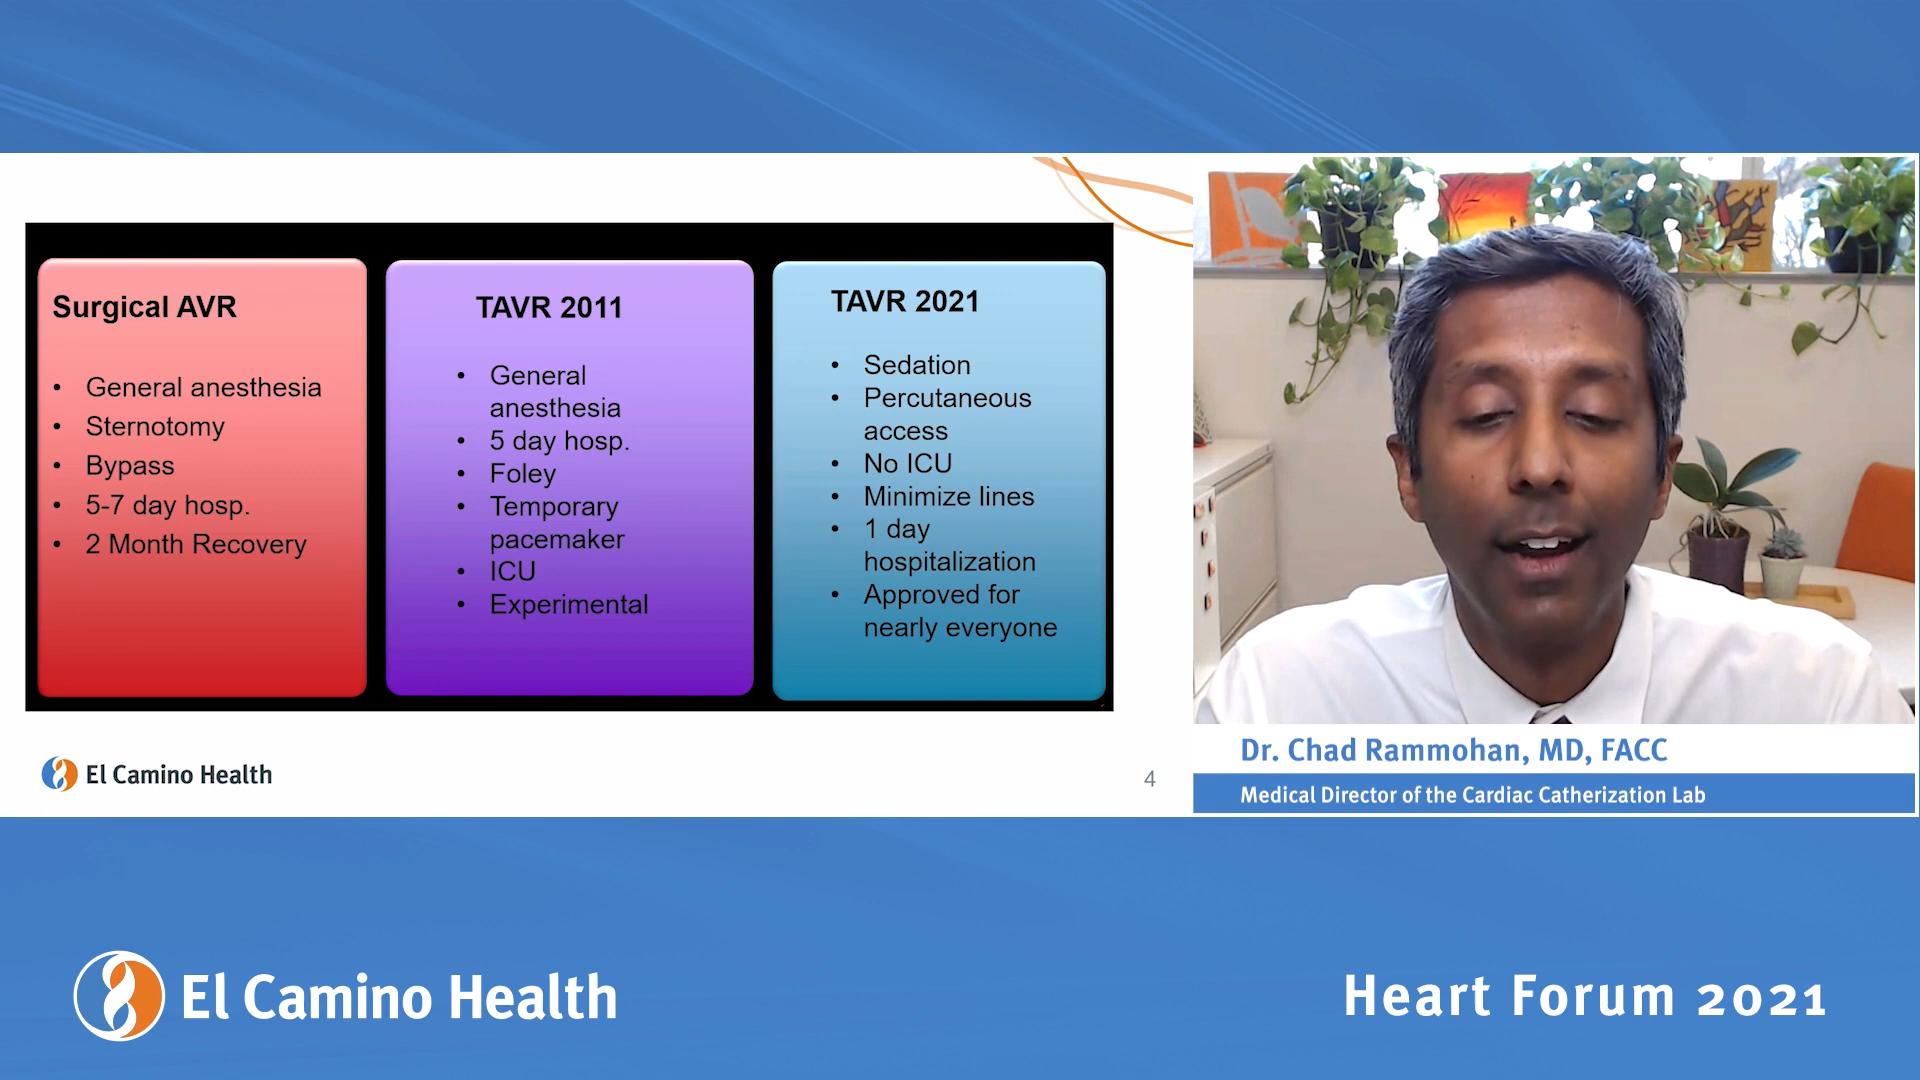 Surgical AVR
• General anesthesia
• Sternotomy
• Bypass
• 5-7 day hosp.
• 2 Month Recovery
TAVR 2011
• General
anesthesia
• 5 day hosp.
• Foley
• Temporary
pacemaker
• ICU
• Experimental
TAVR 2021
• Sedation
• Percutaneous
access
• No ICU
• Minimize lines
• 1 day
hospitalization
• Approved for
nearly everyone
El Camino Health
4
Dr. Chad Rammohan, MD, FACC
Medical Director of the Cardiac Catherization Lab
El Camino Health
Heart Forum 2021